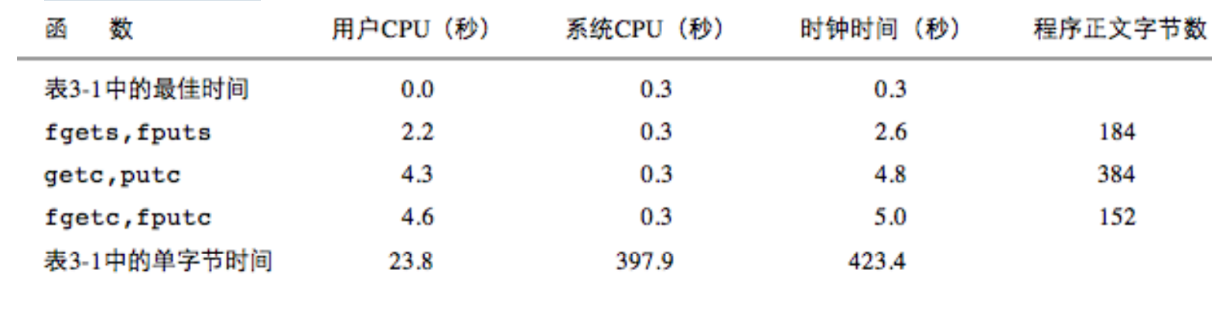 函 数 用户CPU（秒） 系统CPU（秒） 时钟时间（秒） 程序正文字节数
表3-1中的最佳时间 0.0 0.3 0.3
fgets,fputs 2.2 0.3 2.6 184
getc,putc 4.3 0.3 4.8 384
fgetc,fputc 4.6 0.3 5.0 152
表3-1中的单字节时间 23.8 397.9 423.4